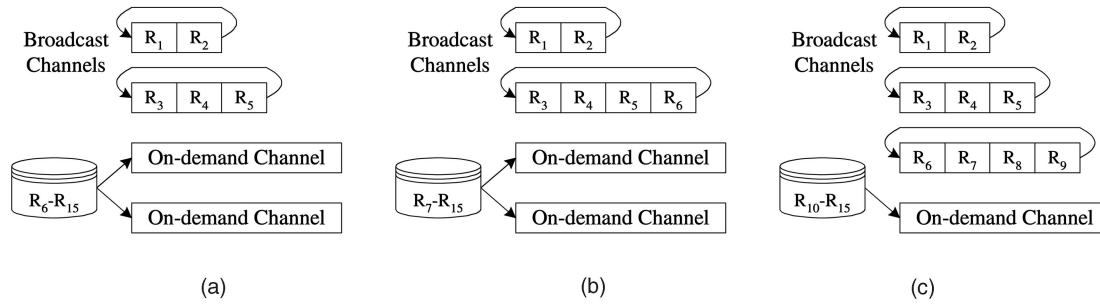 Broadcast
Channels
R1 R2
R3 R4 R5
On-demand Channel
R6-R15
On-demand Channel
(a)
Broadcast
Channels
R1 R2
R3 R4 R5 R6
On-demand Channel
R7-R15
On-demand Channel
(b)
Broadcast
Channels
R1 R2
R3 R4 R5
R6 R7 R8 R9
R10-R15
On-demand Channel
(c)